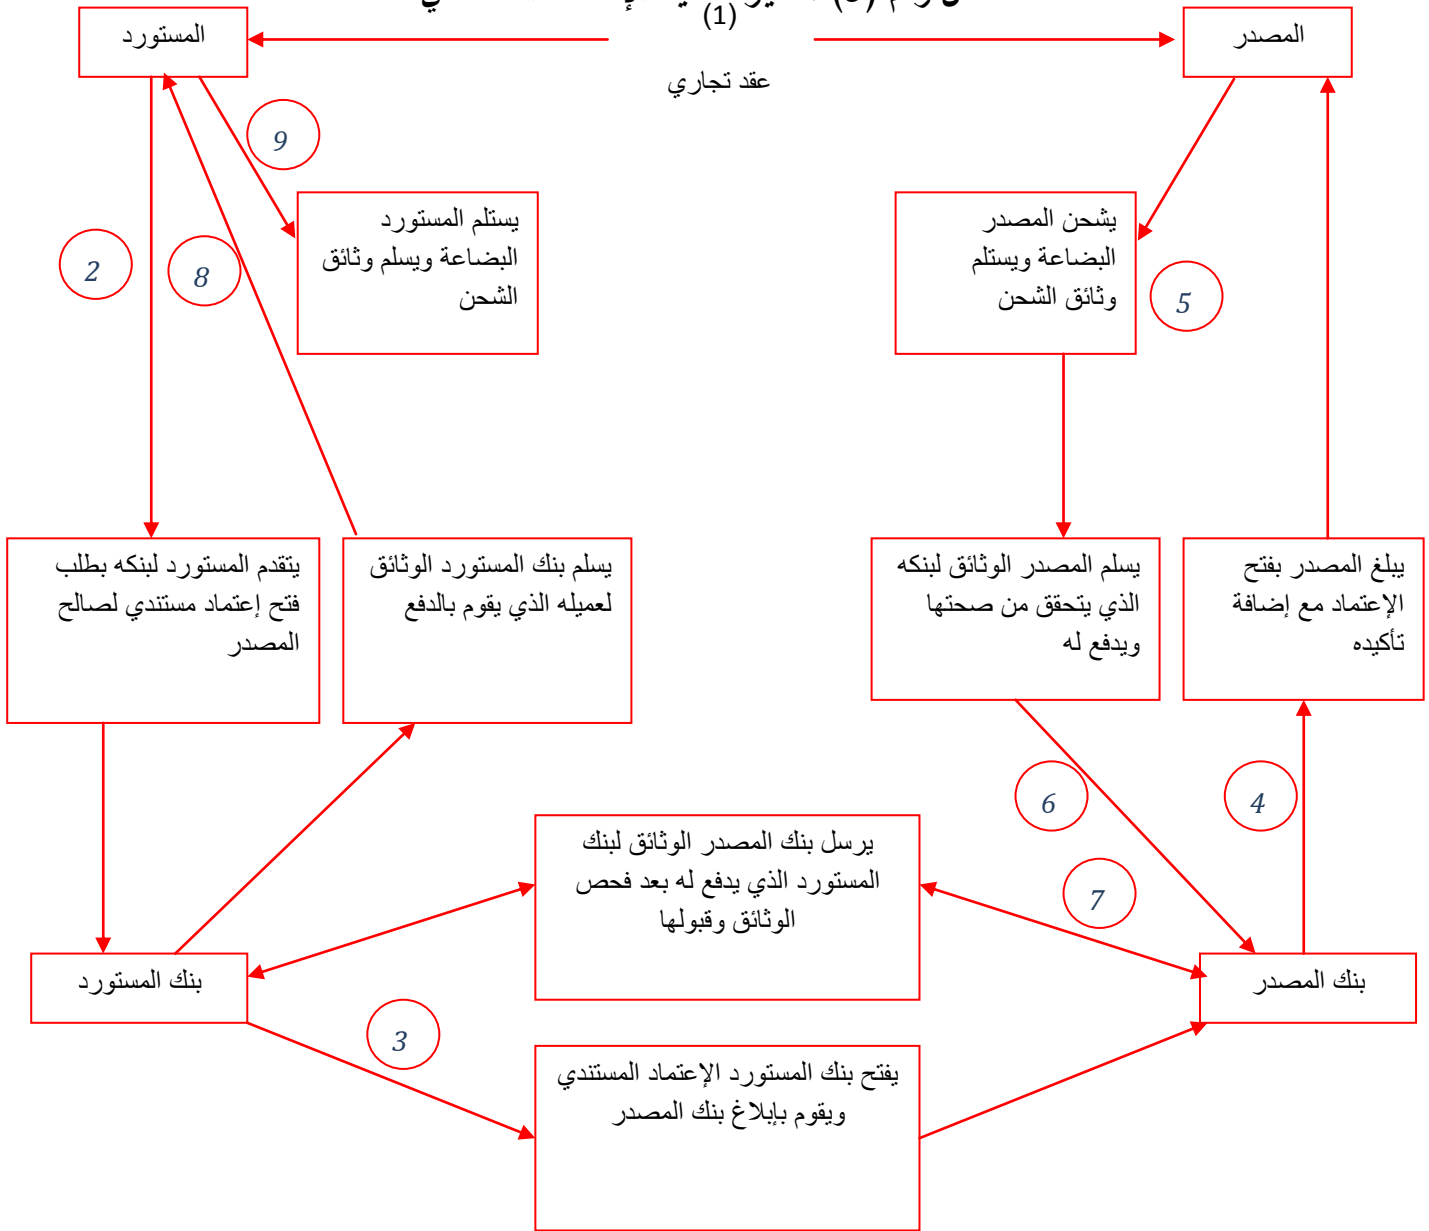 (1)
المصدر
المستورد
عقد تجاري
9
يشحن المصدر
البضاعة ويستلم
وثائق الشحن
5
يستلم المستورد
البضاعة ويسلم وثائق
الشحن
8
2
يبلغ المصدر بفتح
الإعتماد مع إضافة
تأكيده
يسلم المصدر الوثائق لبنكه
الذي يتحقق من صحتها
ويدفع له
يسلم بنك المستورد الوثائق
لعميله الذي يقوم بالدفع
يتقدم المستورد لبنكه بطلب
فتح إعتماد مستندي لصالح
المصدر
4
6
7
يرسل بنك المصدر الوثائق لبنك
المستورد الذي يدفع له بعد فحص
الوثائق وقبولها
بنك المصدر
بنك المستورد
3
يفتح بنك المستورد الإعتماد المستندي
ويقوم بإبلاغ بنك المصدر